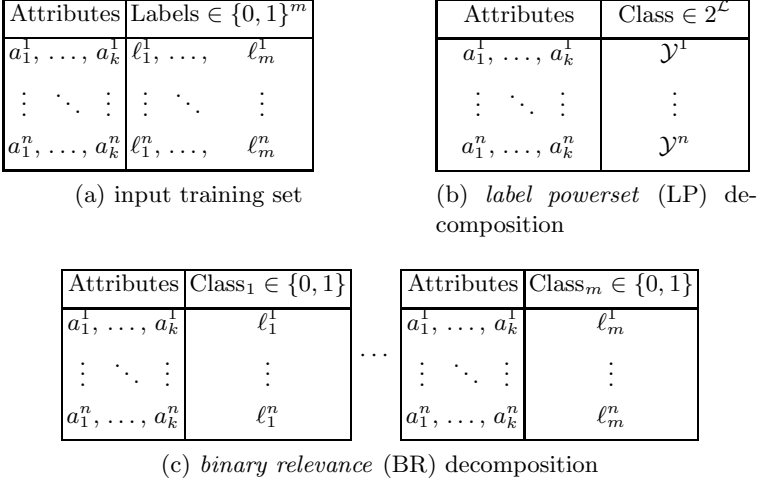 Attributes Labels ∈ {0, 1}^m
a_1^1, …, a_k^1 ℓ_1^1, …, ℓ_m^1
⋮ ⋱ ⋮ ⋮ ⋱ ⋮
a_1^n, …, a_k^n ℓ_1^n, …, ℓ_m^n
(a) input training set
Attributes Class ∈ 2^ℒ
a_1^1, …, a_k^1 𝒴^1
⋮ ⋱ ⋮ ⋮
a_1^n, …, a_k^n 𝒴^n
(b) label powerset (LP) de-
composition
Attributes Class_1 ∈ {0, 1}
a_1^1, …, a_k^1 ℓ_1^1
⋮ ⋱ ⋮ ⋮
a_1^n, …, a_k^n ℓ_1^n
…
Attributes Class_m ∈ {0, 1}
a_1^1, …, a_k^1 ℓ_m^1
⋮ ⋱ ⋮ ⋮
a_1^n, …, a_k^n ℓ_m^n
(c) binary relevance (BR) decomposition